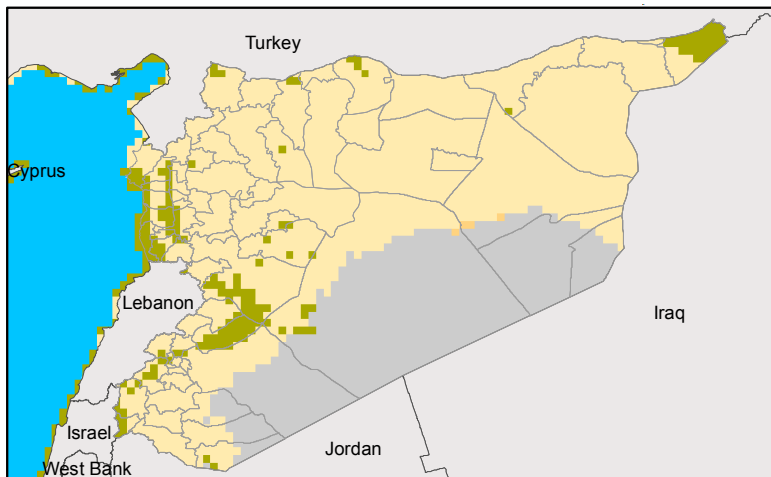 Turkey
Cyprus
Lebanon
Iraq
Israel
Jordan
West Bank